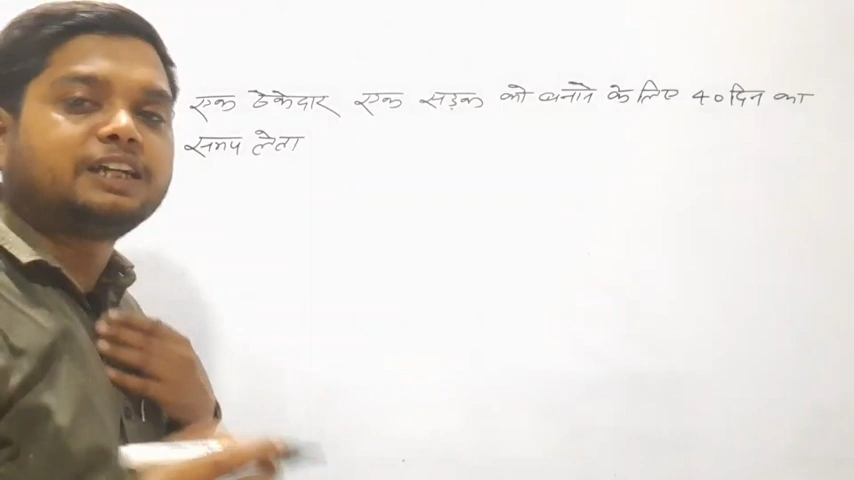 एक ठेकेदार एक सड़क को बनाने के लिए 40 दिन का
समय लेता